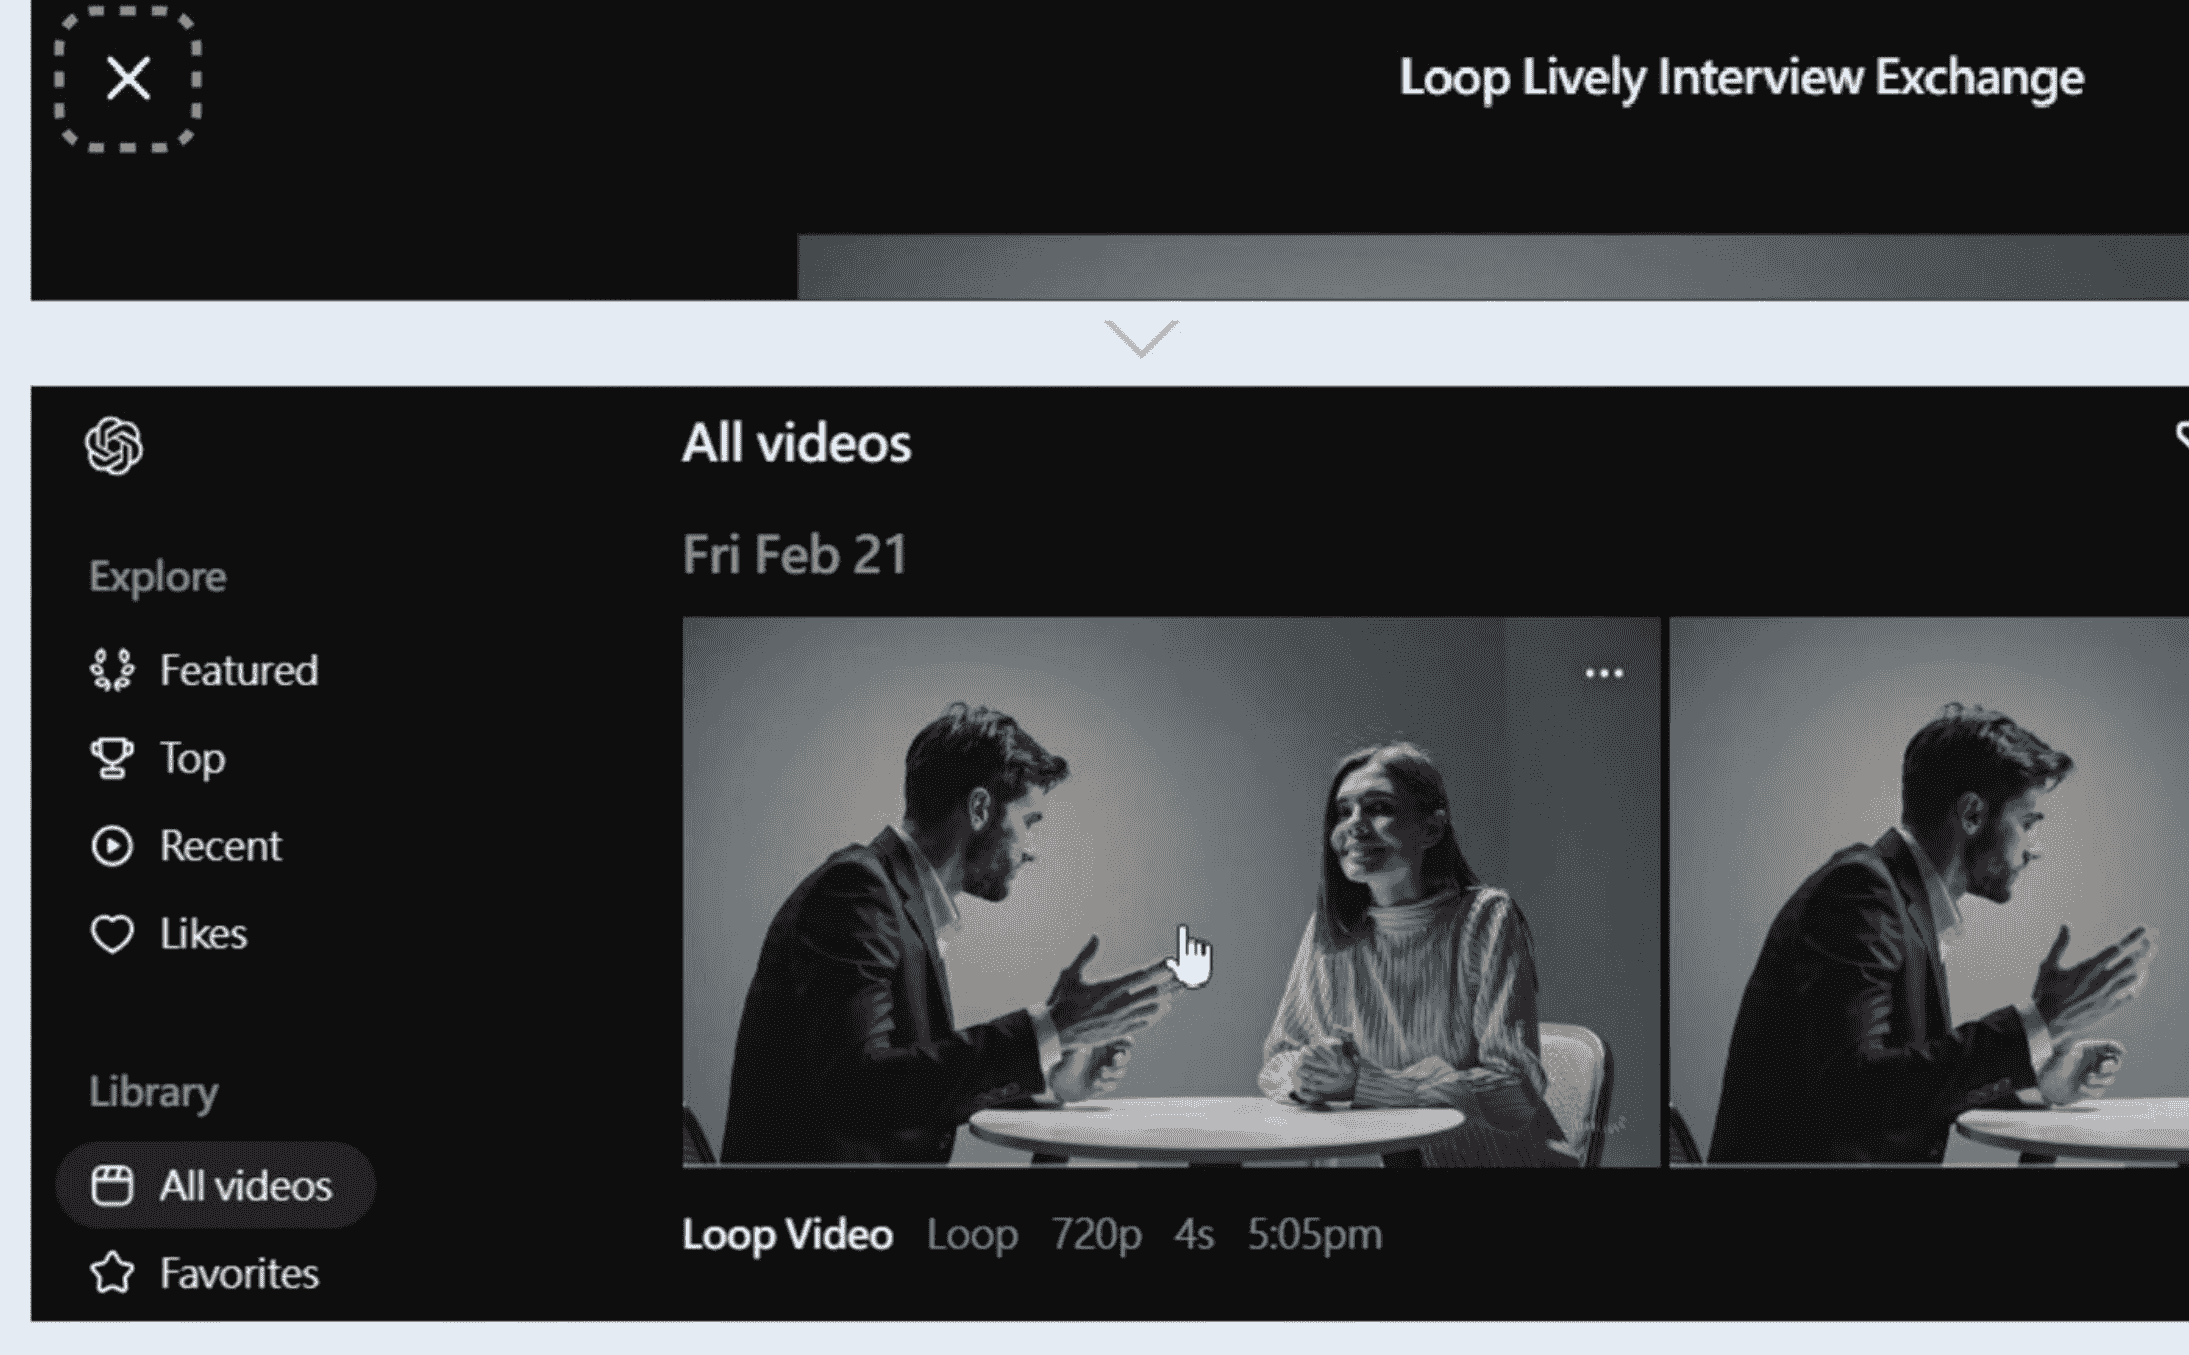 Loop Lively Interview Exchange
All videos
Fri Feb 21
Explore
Featured
Top
Recent
Likes
Library
All videos
Favorites
Loop Video Loop 720p 4s 5:05pm